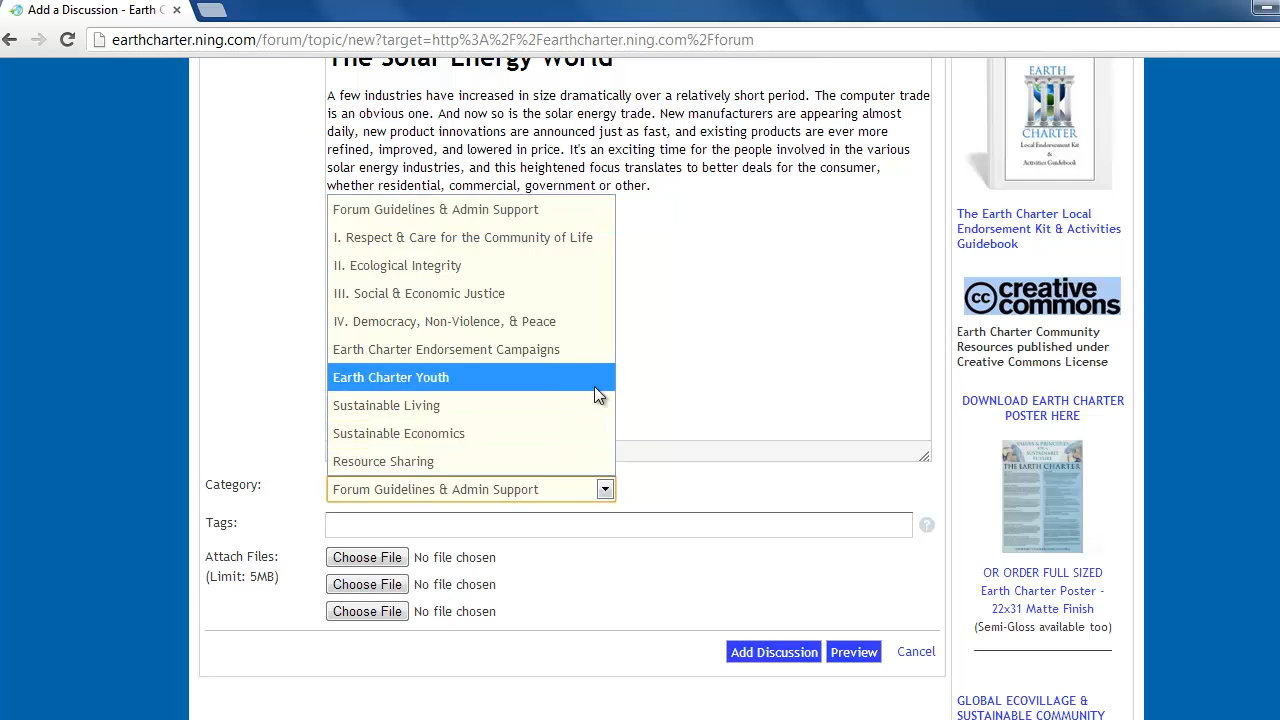 Add a Discussion - Earth C
earthcharter.ning.com/forum/topic/new?target=http%3A%2F%2Fearthcharter.ning.com%2Fforum
The Solar Energy World
A few industries have increased in size dramatically over a relatively short period. The computer trade
is an obvious one. And now so is the solar energy trade. New manufacturers are appearing almost
daily, new product innovations are announced just as fast, and existing products are ever more
refined, improved, and lowered in price. It's an exciting time for the people involved in the various
solar energy industries, and this heightened focus translates to better deals for the consumer,
whether residential, commercial, government or other.
Forum Guidelines & Admin Support
I. Respect & Care for the Community of Life
II. Ecological Integrity
III. Social & Economic Justice
IV. Democracy, Non-Violence, & Peace
Earth Charter Endorsement Campaigns
Earth Charter Youth
Sustainable Living
Sustainable Economics
Resource Sharing
Category:
Forum Guidelines & Admin Support
Tags:
?
Attach Files:
(Limit: 5MB)
Choose File No file chosen
Choose File No file chosen
Choose File No file chosen
Add Discussion Preview Cancel
EARTH
CHARTER
Local Endorsement Kit
&
Activities Guidebook
The Earth Charter Local
Endorsement Kit & Activities
Guidebook
cc creative
commons
Earth Charter Community
Resources published under
Creative Commons License
DOWNLOAD EARTH CHARTER
POSTER HERE
THE EARTH CHARTER
OR ORDER FULL SIZED
Earth Charter Poster -
22x31 Matte Finish
(Semi-Gloss available too)
GLOBAL ECOVILLAGE &
SUSTAINABLE COMMUNITY